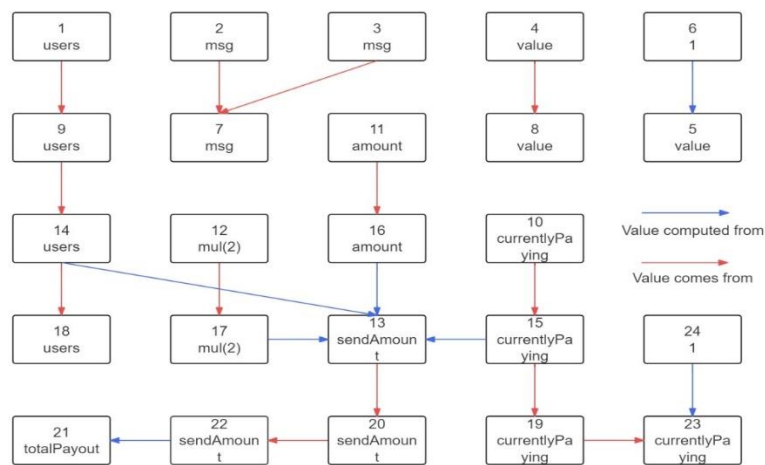 1
users
2
msg
3
msg
4
value
6
1
9
users
7
msg
11
amount
8
value
5
value
14
users
12
mul(2)
16
amount
10
currentlyPa
ying
Value computed from
Value comes from
18
users
17
mul(2)
13
sendAmoun
t
15
currentlyPa
ying
24
1
21
totalPayout
22
sendAmoun
t
20
sendAmoun
t
19
currentlyPa
ying
23
currentlyPa
ying